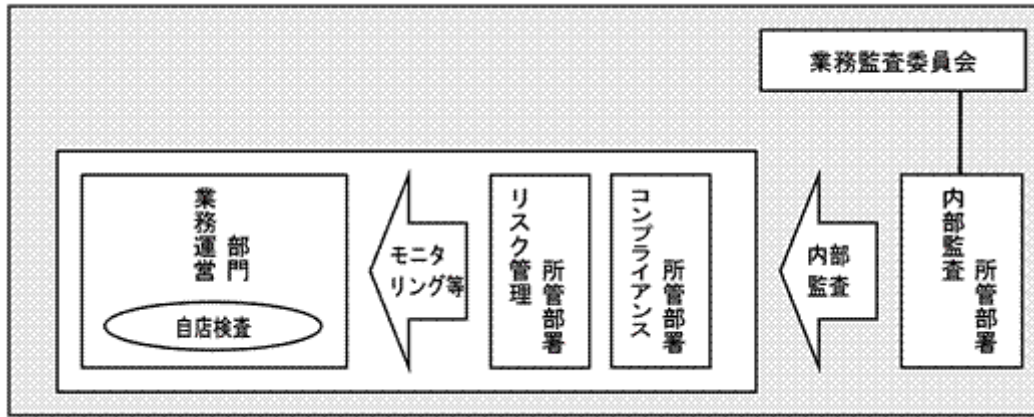 業務監査委員会
業務運営
部門
自店検査
モニタ
リング等
リスク管理
所管部署
コンプライアンス
所管部署
内部
監査
内部監査
所管部署